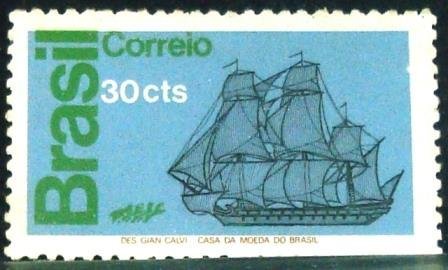 Brasil
Correio
30 cts
DES. GIAN CALVI CASA DA MOEDA DO BRASIL